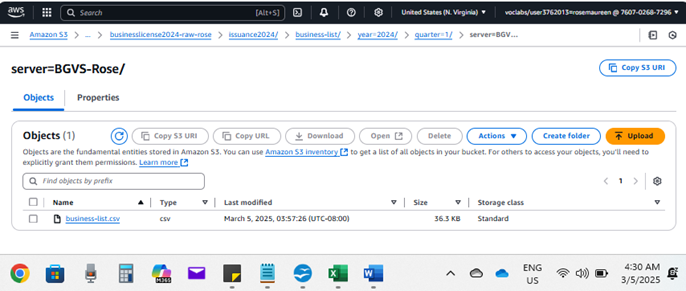 aws
Search
[Alt+S]
United States (N. Virginia)
voclabs/user3762013=rosemaureen @ 7607-0268-7296
Amazon S3 > ... > businesslicense2024-raw-rose > issuance2024/ > business-list/ > year=2024/ > quarter=1/ > server=BGV5...
server=BGVS-Rose/
Copy S3 URI
Objects
Properties
Objects (1)
Copy S3 URI
Copy URL
Download
Open
Delete
Actions
Create folder
Upload
Objects are the fundamental entities stored in Amazon S3. You can use Amazon S3 inventory to get a list of all objects in your bucket. For others to access your objects, you'll need to
explicitly grant them permissions. Learn more
Find objects by prefix
1
Name
Type
Last modified
Size
Storage class
business-list.csv
csv
March 5, 2025, 03:57:26 (UTC-08:00)
36.3 KB
Standard
M365
ENG
US
4:30 AM
3/5/2025